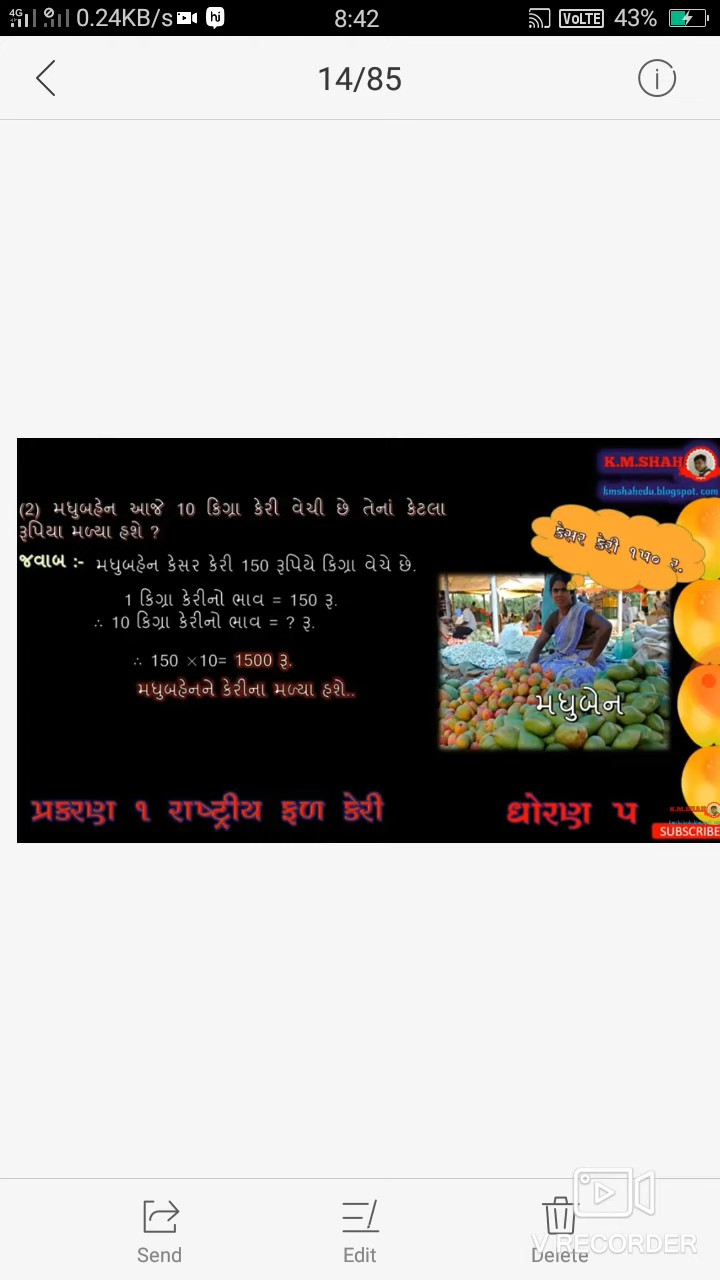 4G 0.24KB/s hj 8:42 VoLTE 43%
14/85
K.M.SHAH
kmshahedu.blogspot.com
(2) મધુબહેન આજે 10 કિગ્રા કેરી વેચી છે તેનાં કેટલા
રૂપિયા મળ્યા હશે ?
જવાબ :- મધુબહેન કેસર કેરી 150 રૂપિયે કિગ્રા વેચે છે.
કેસર કેરી ૧૫૦ રૂ.
1 કિગ્રા કેરીનો ભાવ = 150 રૂ.
∴ 10 કિગ્રા કેરીનો ભાવ = ? રૂ.
∴ 150 ×10= 1500 રૂ.
મધુબહેનને કેરીના મળ્યા હશે..
મધુબેન
પ્રકરણ ૧ રાષ્ટ્રીય ફળ કેરી ધોરણ ૫
K.M.SHAH
SUBSCRIBE
Send Edit Delete
V RECORDER